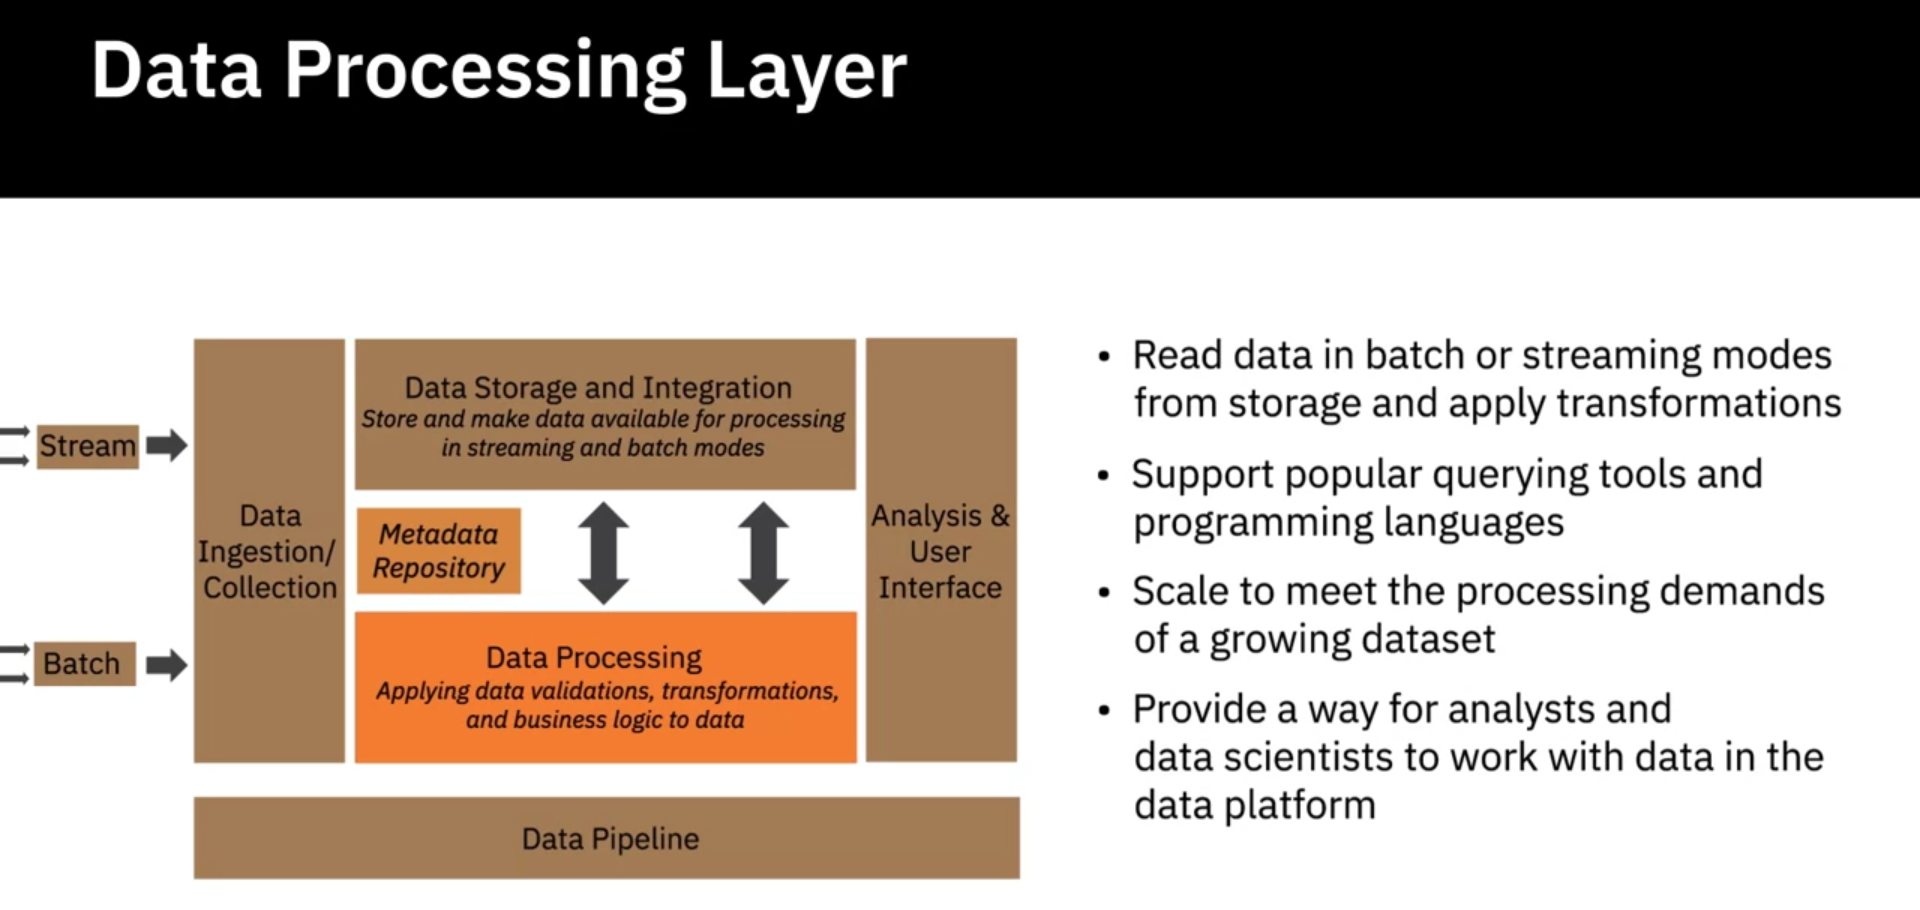 Data Processing Layer
Stream
Batch
Data
Ingestion/
Collection
Data Storage and Integration
Store and make data available for processing
in streaming and batch modes
Metadata
Repository
Data Processing
Applying data validations, transformations,
and business logic to data
Analysis &
User
Interface
Data Pipeline
• Read data in batch or streaming modes
from storage and apply transformations
• Support popular querying tools and
programming languages
• Scale to meet the processing demands
of a growing dataset
• Provide a way for analysts and
data scientists to work with data in the
data platform